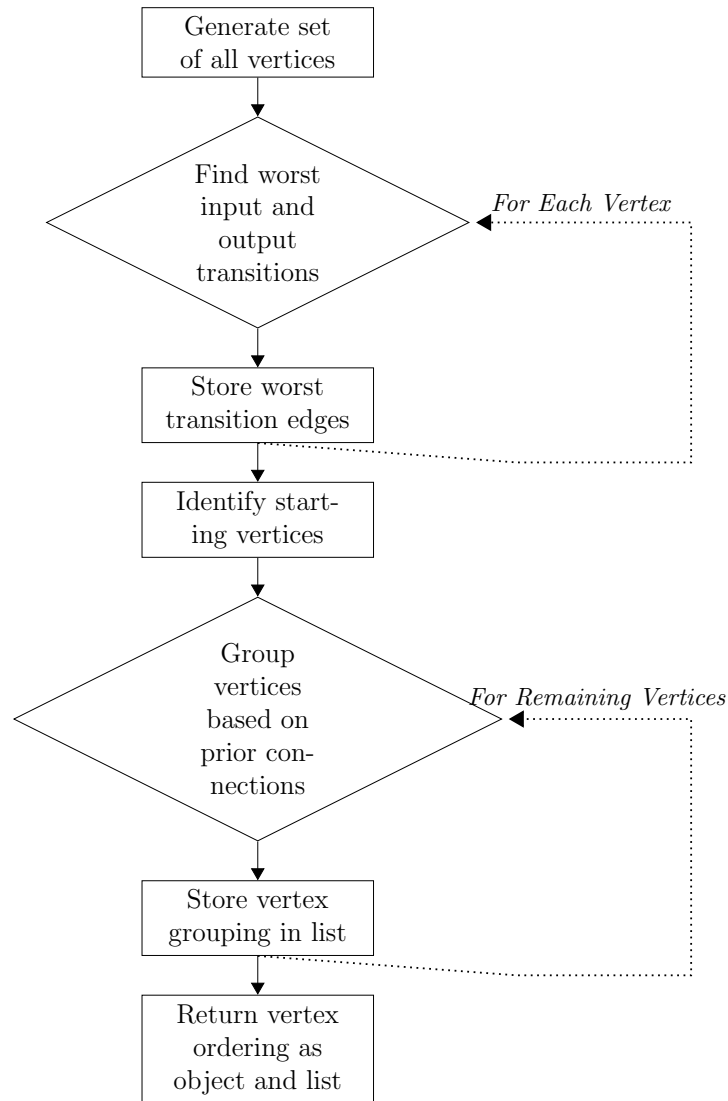 Generate set
of all vertices
Find worst
input and
output
transitions
For Each Vertex
Store worst
transition edges
Identify start-
ing vertices
Group
vertices
based on
prior con-
nections
For Remaining Vertices
Store vertex
grouping in list
Return vertex
ordering as
object and list